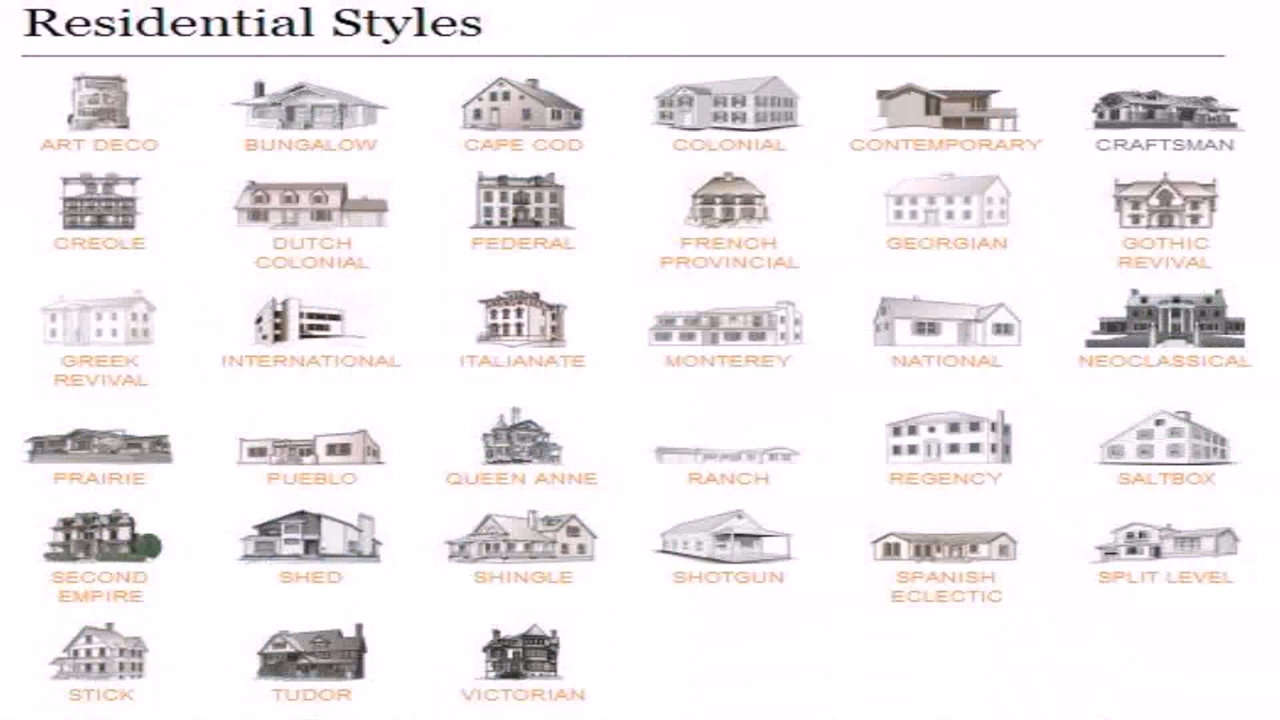 Residential Styles
ART DECO
BUNGALOW
CAPE COD
COLONIAL
CONTEMPORARY
CRAFTSMAN
CREOLE
DUTCH
COLONIAL
FEDERAL
FRENCH
PROVINCIAL
GEORGIAN
GOTHIC
REVIVAL
GREEK
REVIVAL
INTERNATIONAL
ITALIANATE
MONTEREY
NATIONAL
NEOCLASSICAL
PRAIRIE
PUEBLO
QUEEN ANNE
RANCH
REGENCY
SALTBOX
SECOND
EMPIRE
SHED
SHINGLE
SHOTGUN
SPANISH
ECLECTIC
SPLIT LEVEL
STICK
TUDOR
VICTORIAN